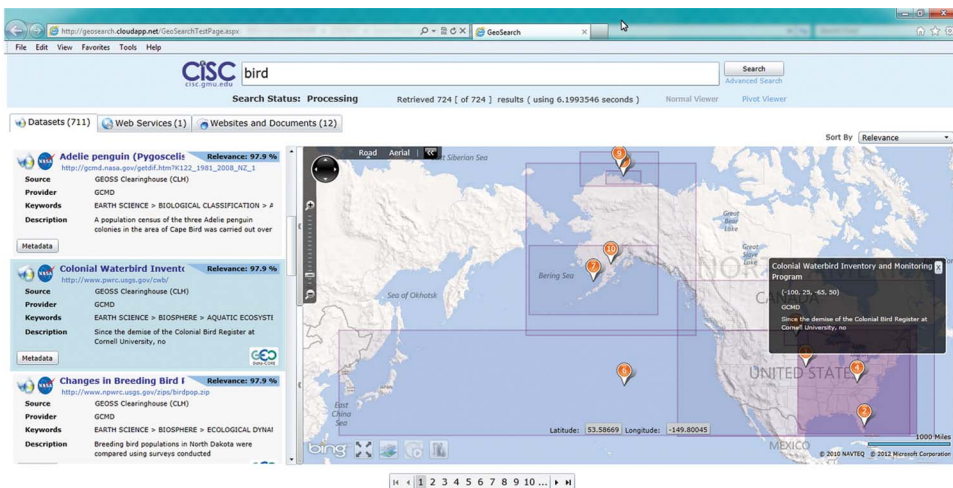 http://geosearch.cloudapp.net/GeoSearchTestPage.aspx
GeoSearch
File Edit View Favorites Tools Help
CISC
cisc.gmu.edu
bird
Search
Advanced Search
Search Status: Processing
Retrieved 724 [ of 724 ] results ( using 6.1993546 seconds )
Normal Viewer
Pivot Viewer
Datasets (711)
Web Services (1)
Websites and Documents (12)
Sort By Relevance
Adelie penguin (Pygoscelis
Relevance: 97.9 %
http://gcmd.nasa.gov/getdif.htm?K122_1981_2008_NZ_1
Source GEOSS Clearinghouse (CLH)
Provider GCMD
Keywords EARTH SCIENCE > BIOLOGICAL CLASSIFICATION > A
Description A population census of the three Adelie penguin
colonies in the area of Cape Bird was carried out over
Metadata
Colonial Waterbird Invento
Relevance: 97.9 %
http://www.pwrc.usgs.gov/cwb/
Source GEOSS Clearinghouse (CLH)
Provider GCMD
Keywords EARTH SCIENCE > BIOSPHERE > AQUATIC ECOSYSTE
Description Since the demise of the Colonial Bird Register at
Cornell University, no
Metadata
GEO
Changes in Breeding Bird P
Relevance: 97.9 %
http://www.npwrc.usgs.gov/zips/birdpop.zip
Source GEOSS Clearinghouse (CLH)
Provider GCMD
Keywords EARTH SCIENCE > BIOSPHERE > ECOLOGICAL DYNAI
Description Breeding bird populations in North Dakota were
compared using surveys conducted
Road Aerial
t Siberian Sea
9
Great
Bear
Lake
Great
Slave
Lake
10
7
Bering Sea
Sea of Okhotsk
NO
CANADA
Colonial Waterbird Inventory and Monitoring
Program
X
(-100, 25, -65, 50)
GCMD
Since the demise of the Colonial Bird Register at
Cornell University, no
6
4
2
UNITED STATES
East
China
Sea
MEXICO
Latitude: 53.58669 Longitude: -149.80045
1000 Miles
bing
© 2010 NAVTEQ © 2012 Microsoft Corporation
1 2 3 4 5 6 7 8 9 10 ...